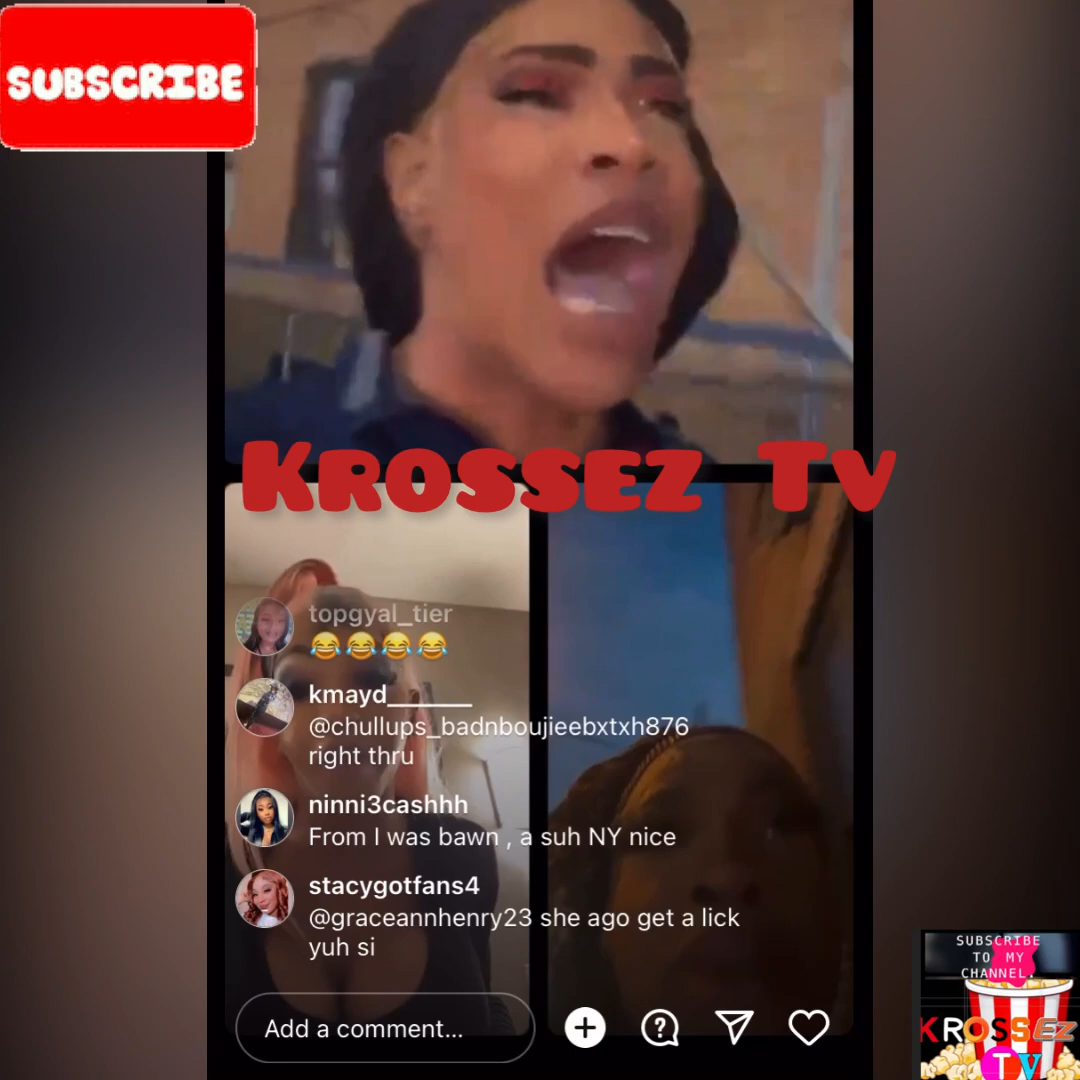 SUBSCRIBE
KROSSEZ TV
topgyal_tier
😂😂😂😂
kmayd______
@chullups_badnboujieebxtxh876
right thru
ninni3cashhh
From I was bawn , a suh NY nice
stacygotfans4
@graceannhenry23 she ago get a lick
yuh si
Add a comment...
SUBSCRIBE
TO MY
CHANNEL.
KROSSEZ
TV